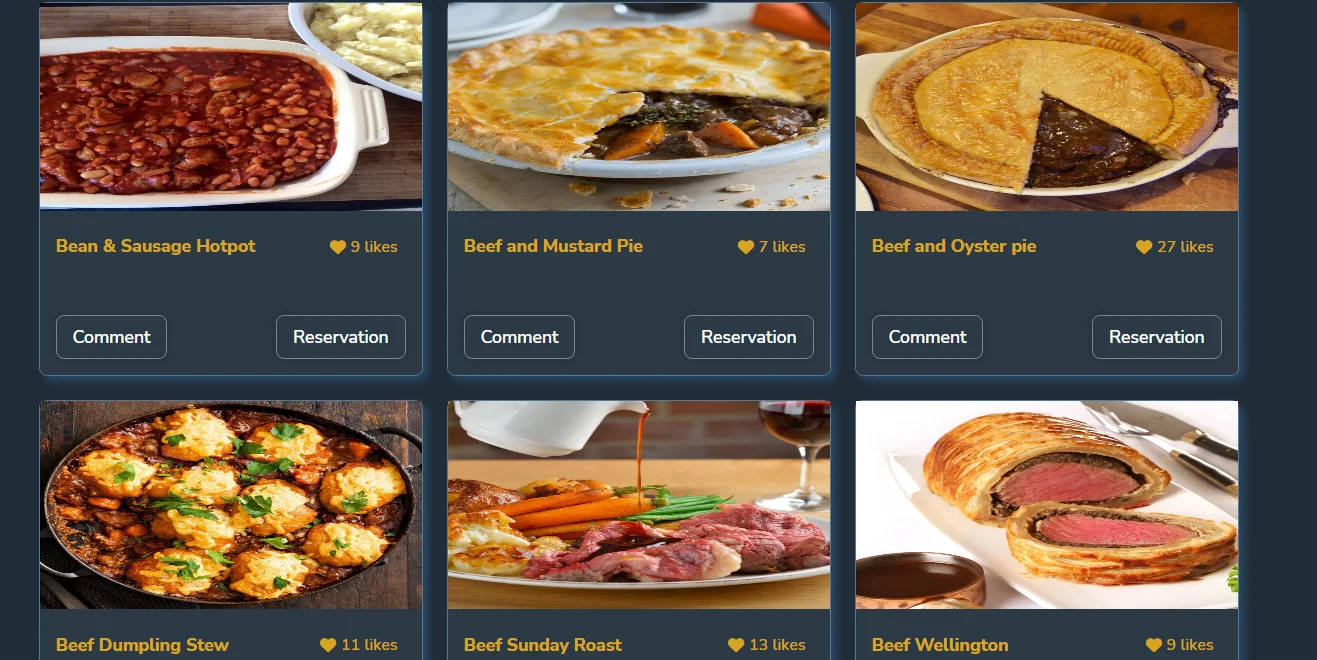 Bean & Sausage Hotpot 9 likes
Beef and Mustard Pie 7 likes
Beef and Oyster pie 27 likes
Comment Reservation
Comment Reservation
Comment Reservation
Beef Dumpling Stew 11 likes
Beef Sunday Roast 13 likes
Beef Wellington 9 likes